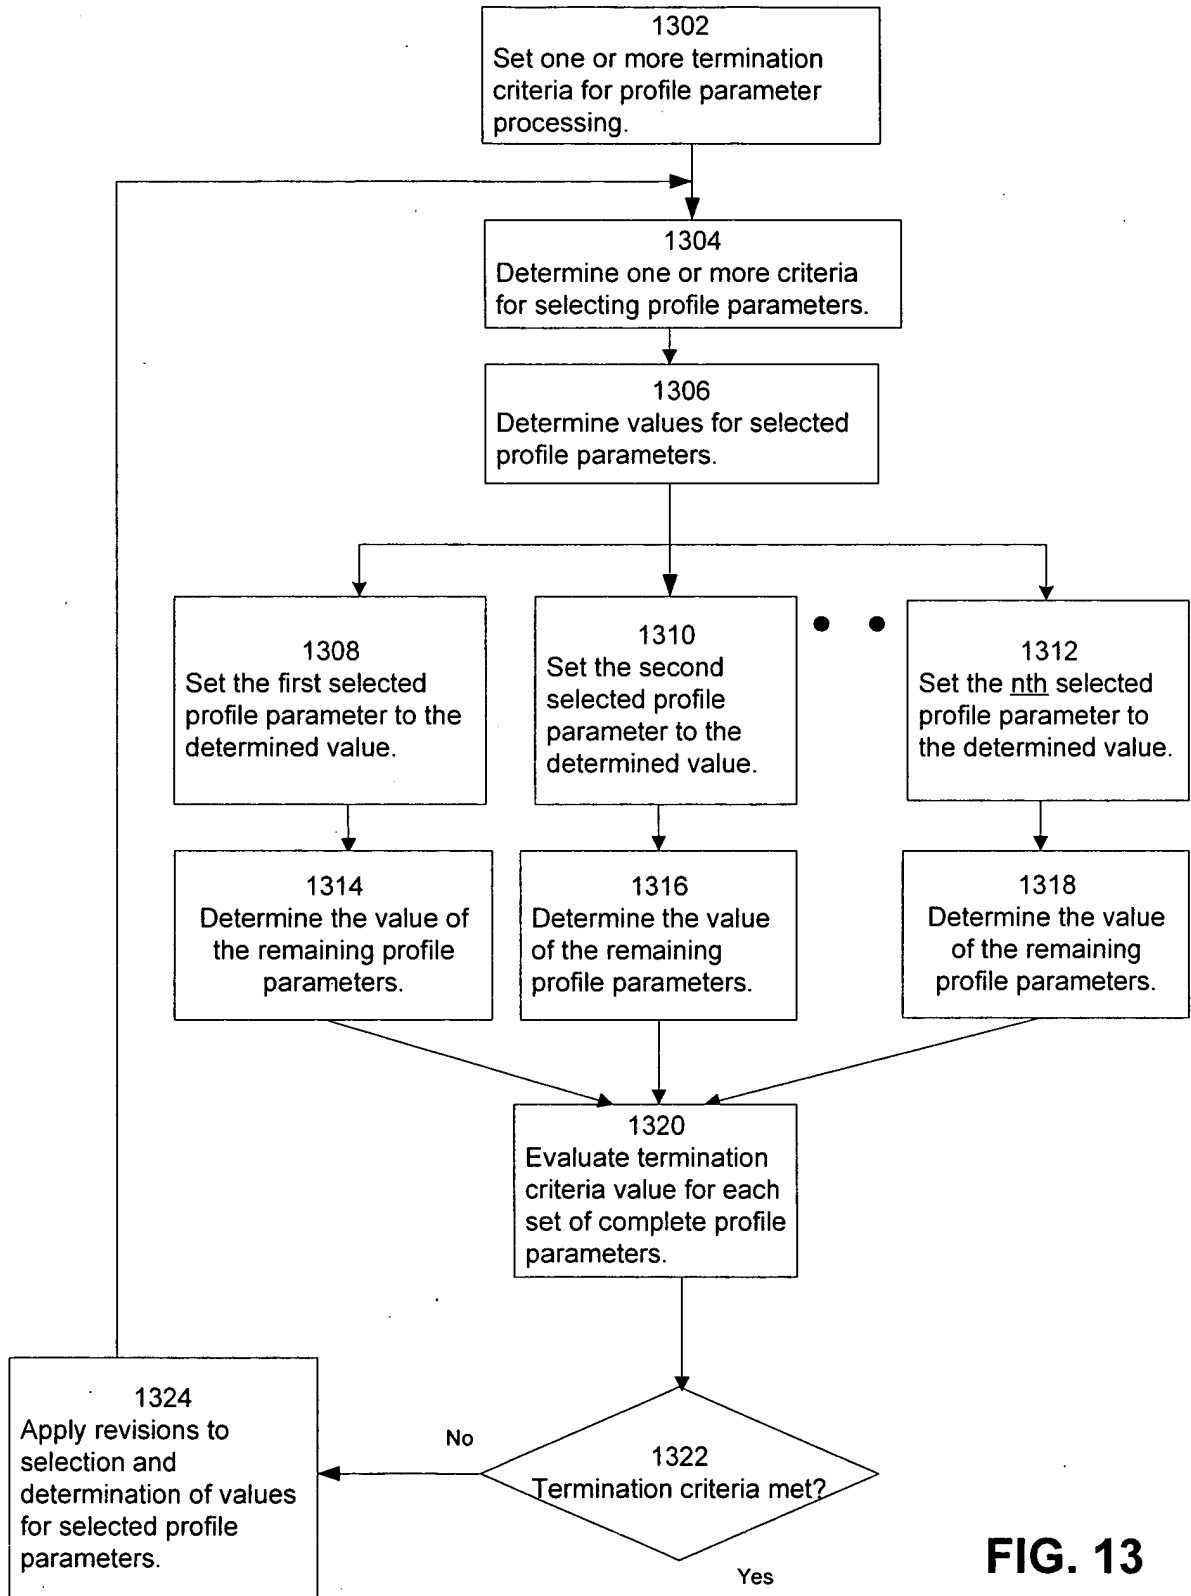 1302
Set one or more termination
criteria for profile parameter
processing.
1304
Determine one or more criteria
for selecting profile parameters.
1306
Determine values for selected
profile parameters.
1308
Set the first selected
profile parameter to the
determined value.
1310
Set the second
selected profile
parameter to the
determined value.
1312
Set the nth selected
profile parameter to
the determined value.
1314
Determine the value of
the remaining profile
parameters.
1316
Determine the value
of the remaining
profile parameters.
1318
Determine the value
of the remaining
profile parameters.
1320
Evaluate termination
criteria value for each
set of complete profile
parameters.
1322
Termination criteria met?
No
Yes
1324
Apply revisions to
selection and
determination of values
for selected profile
parameters.
FIG. 13